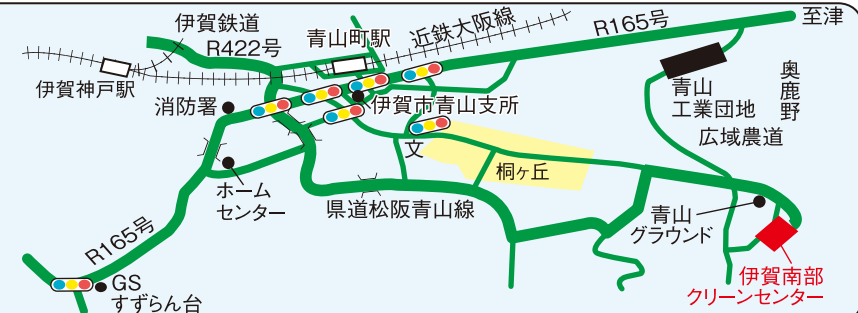 至津
伊賀鉄道
R422号
青山町駅
近鉄大阪線
R165号
伊賀神戸駅
消防署
伊賀市青山支所
青山
工業団地
奥鹿野
広域農道
文
桐ヶ丘
ホーム
センター
県道松阪青山線
青山
グラウンド
R165号
GS
すずらん台
伊賀南部
クリーンセンター